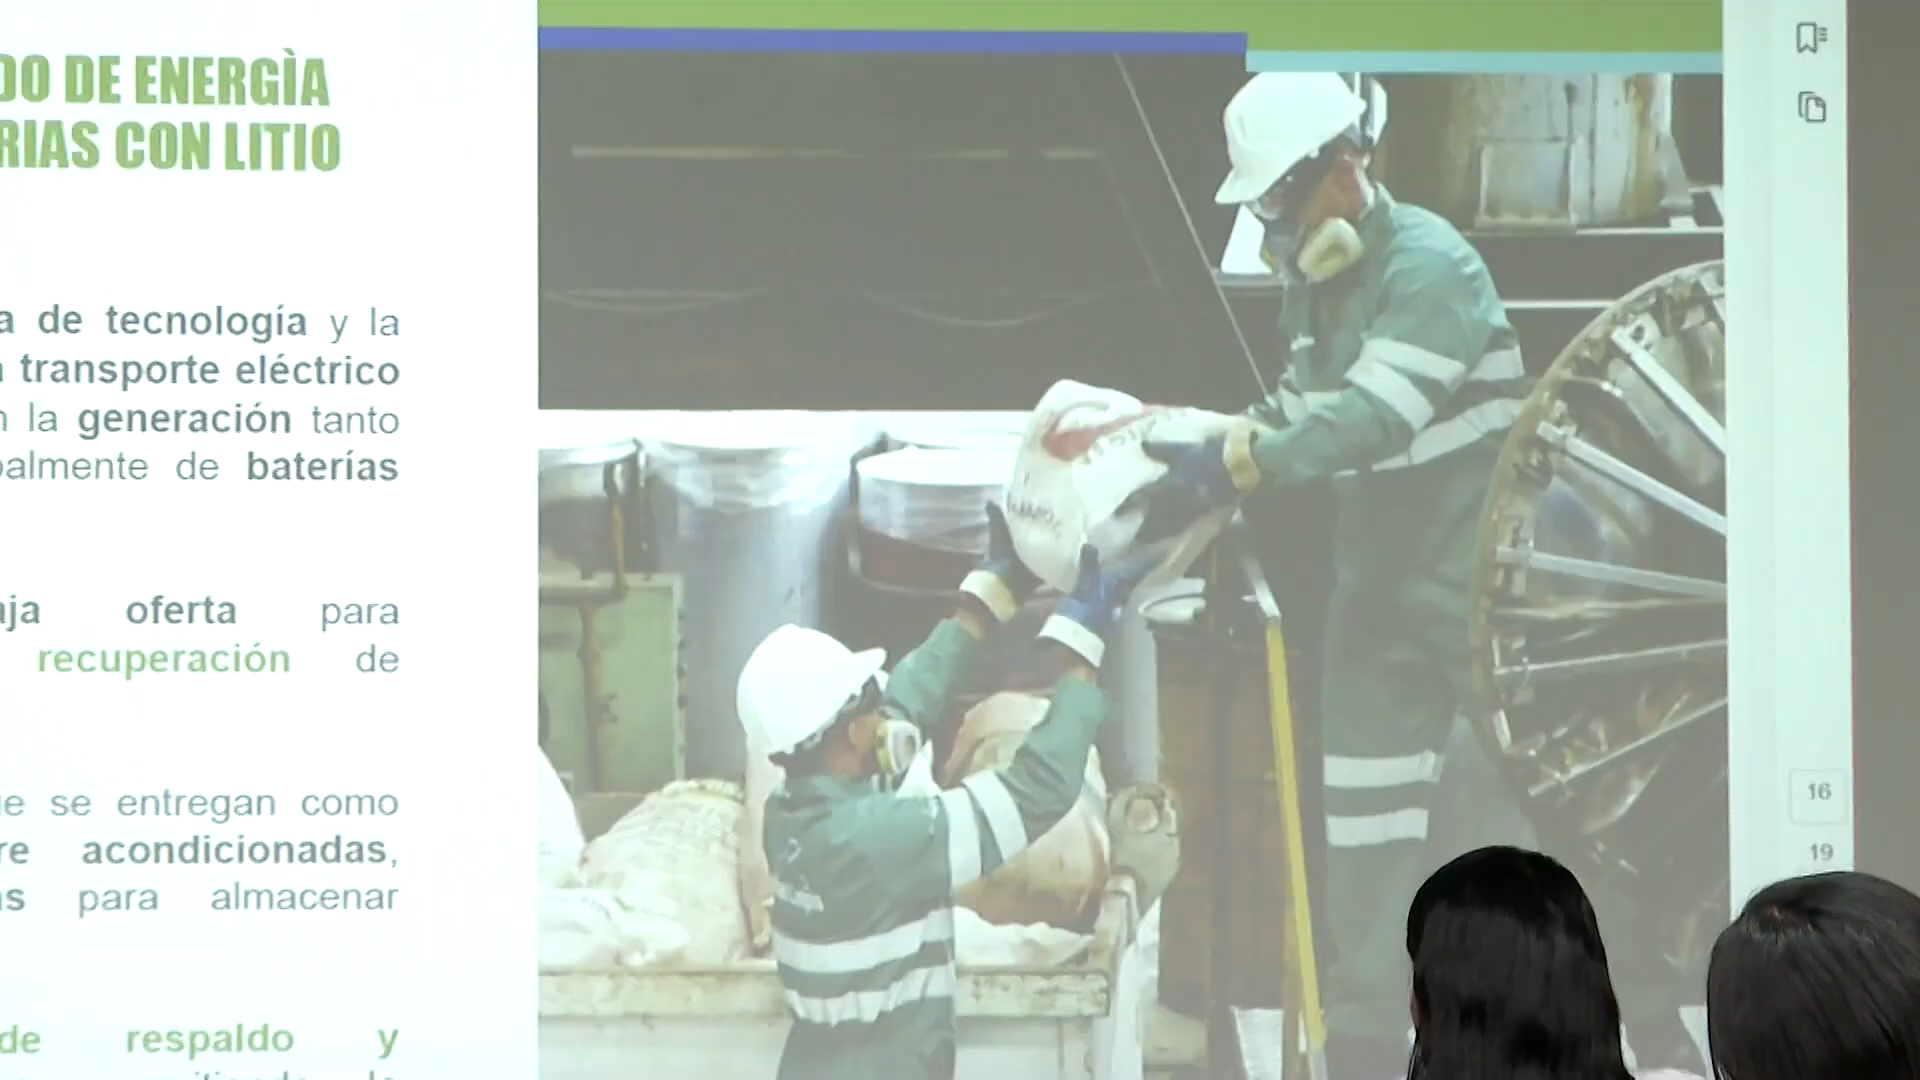 DO DE ENERGÌA
RIAS CON LITIO
a de tecnología y la
transporte eléctrico
la generación tanto
palmente de baterías
oferta para
recuperación de
se entregan como
re acondicionadas,
as para almacenar
de respaldo y
16
19